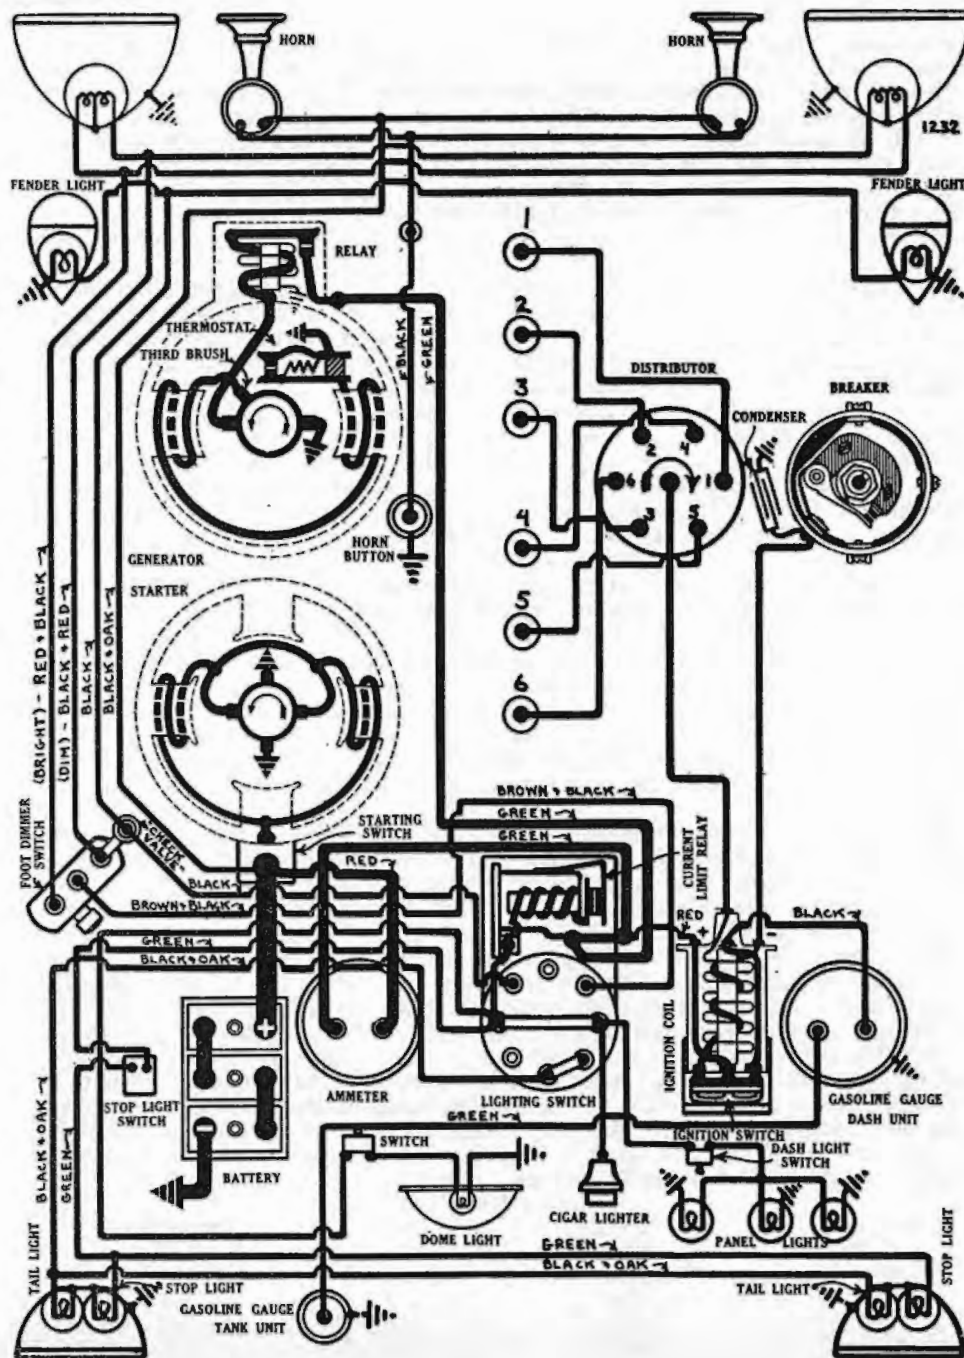 HORN
HORN
1232
FENDER LIGHT
FENDER LIGHT
RELAY
1
THERMOSTAT
2
THIRD BRUSH
BLACK
GREEN
DISTRIBUTOR
BREAKER
3
CONDENSER
2
4
6
1
3
5
4
HORN
BUTTON
GENERATOR
STARTER
5
6
(BRIGHT) - RED & BLACK
(DIM) - BLACK & RED
BLACK
BLACK & OAK
FOOT DIMMER
SWITCH
CHECK
VALVE
BROWN & BLACK
GREEN
GREEN
STARTING
SWITCH
RED
CURRENT
LIMIT RELAY
BLACK
BROWN & BLACK
RED
+
-
BLACK
GREEN
BLACK & OAK
+
IGNITION COIL
STOP LIGHT
SWITCH
AMMETER
LIGHTING SWITCH
GASOLINE GAUGE
DASH UNIT
GREEN
IGNITION SWITCH
SWITCH
DASH LIGHT
SWITCH
BLACK & OAK
GREEN
BATTERY
CIGAR LIGHTER
DOME LIGHT
PANEL LIGHTS
GREEN
BLACK & OAK
TAIL LIGHT
STOP LIGHT
STOP LIGHT
GASOLINE GAUGE
TANK UNIT
TAIL LIGHT